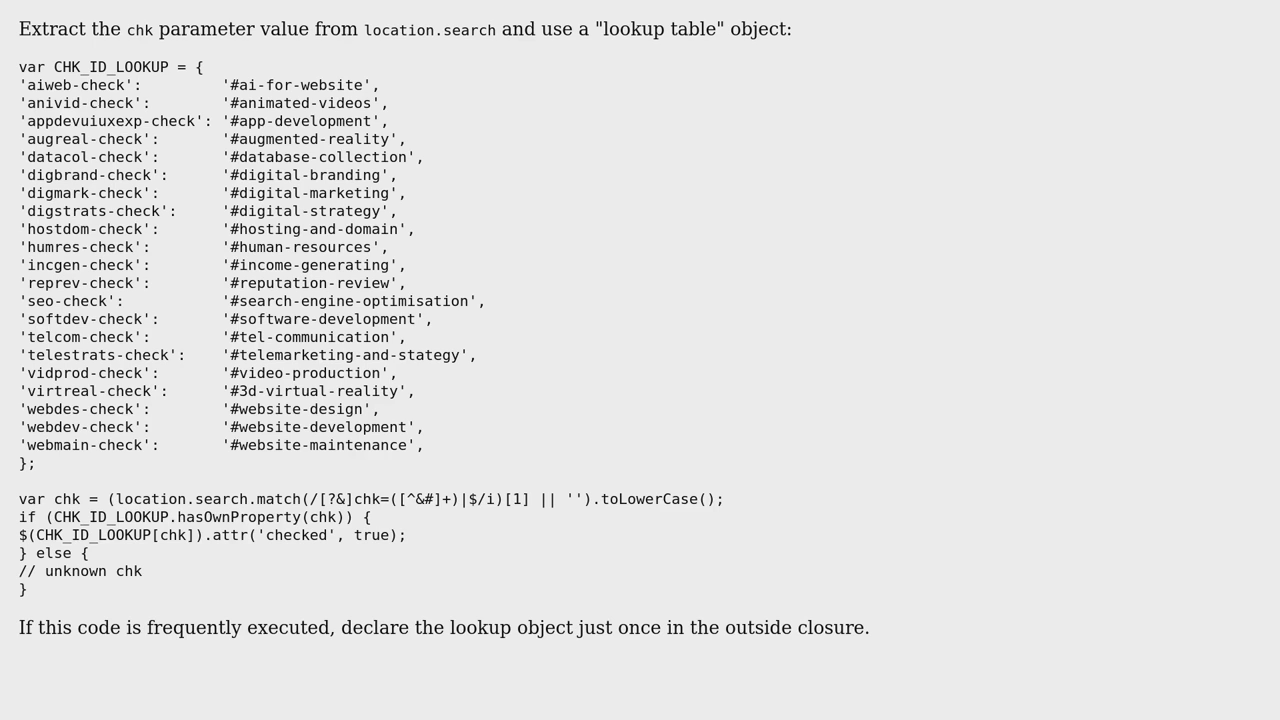 Extract the chk parameter value from location.search and use a "lookup table" object:
var CHK_ID_LOOKUP = {
'aiweb-check':         '#ai-for-website',
'anivid-check':        '#animated-videos',
'appdevuiuxexp-check': '#app-development',
'augreal-check':       '#augmented-reality',
'datacol-check':       '#database-collection',
'digbrand-check':      '#digital-branding',
'digmark-check':       '#digital-marketing',
'digstrats-check':     '#digital-strategy',
'hostdom-check':       '#hosting-and-domain',
'humres-check':        '#human-resources',
'incgen-check':        '#income-generating',
'reprev-check':        '#reputation-review',
'seo-check':           '#search-engine-optimisation',
'softdev-check':       '#software-development',
'telcom-check':        '#tel-communication',
'telestrats-check':    '#telemarketing-and-stategy',
'vidprod-check':       '#video-production',
'virtreal-check':      '#3d-virtual-reality',
'webdes-check':        '#website-design',
'webdev-check':        '#website-development',
'webmain-check':       '#website-maintenance',
};
var chk = (location.search.match(/[?&]chk=([^&#]+)|$/i)[1] || '').toLowerCase();
if (CHK_ID_LOOKUP.hasOwnProperty(chk)) {
$(CHK_ID_LOOKUP[chk]).attr('checked', true);
} else {
// unknown chk
}
If this code is frequently executed, declare the lookup object just once in the outside closure.